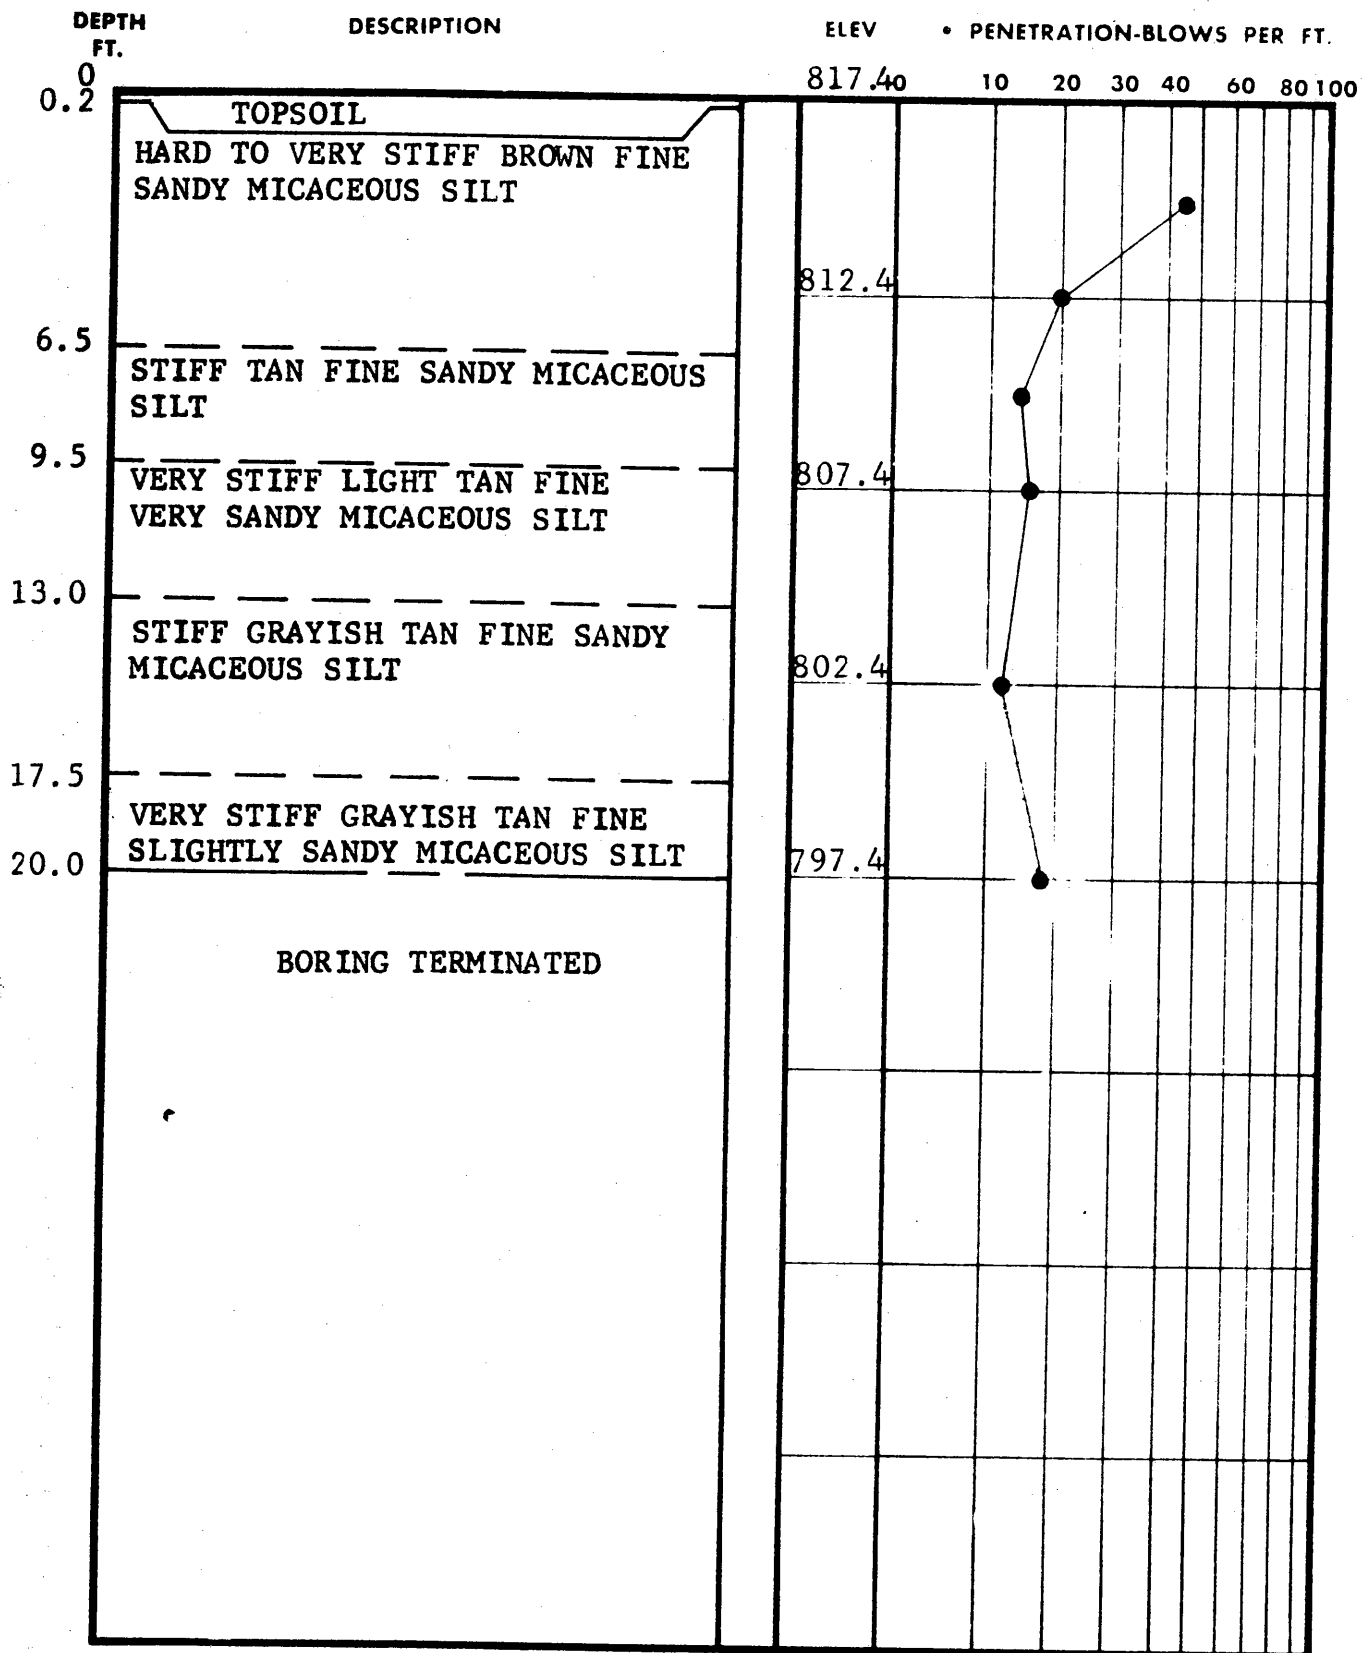 DEPTH FT.
DESCRIPTION
ELEV
• PENETRATION-BLOWS PER FT.
0
817.4
0 10 20 30 40 60 80 100
0.2
TOPSOIL
HARD TO VERY STIFF BROWN FINE
SANDY MICACEOUS SILT
812.4
6.5
STIFF TAN FINE SANDY MICACEOUS
SILT
9.5
VERY STIFF LIGHT TAN FINE
VERY SANDY MICACEOUS SILT
807.4
13.0
STIFF GRAYISH TAN FINE SANDY
MICACEOUS SILT
802.4
17.5
VERY STIFF GRAYISH TAN FINE
SLIGHTLY SANDY MICACEOUS SILT
20.0
797.4
BORING TERMINATED